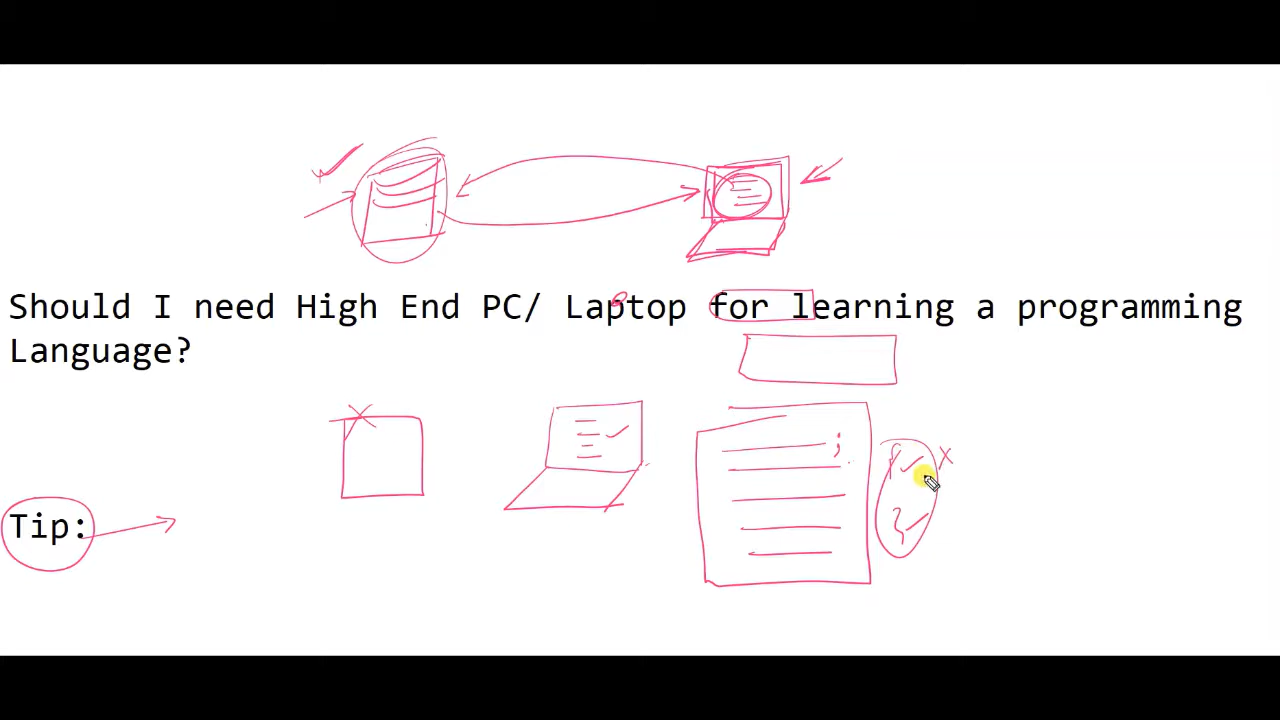 Should I need High End PC/ Laptop for learning a programming
Language?
;
{
}
Tip: